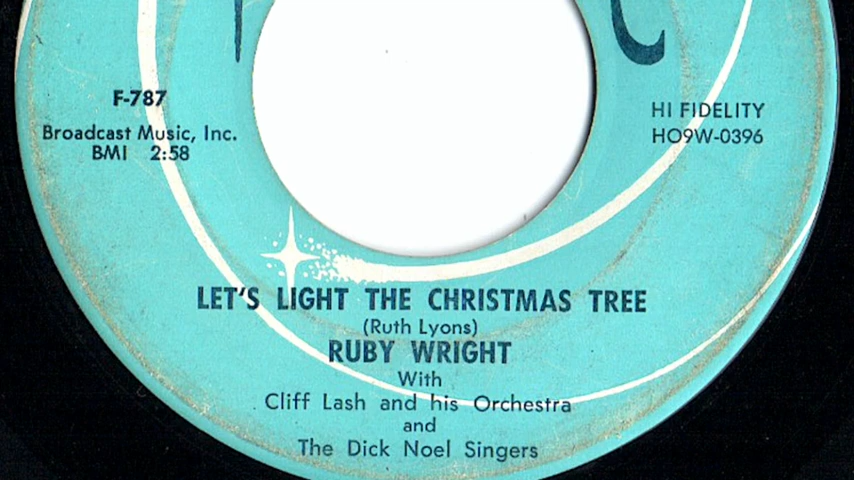 F-787
Broadcast Music, Inc.
BMI 2:58
HI FIDELITY
HO9W-0396
LET'S LIGHT THE CHRISTMAS TREE
(Ruth Lyons)
RUBY WRIGHT
With
Cliff Lash and his Orchestra
and
The Dick Noel Singers